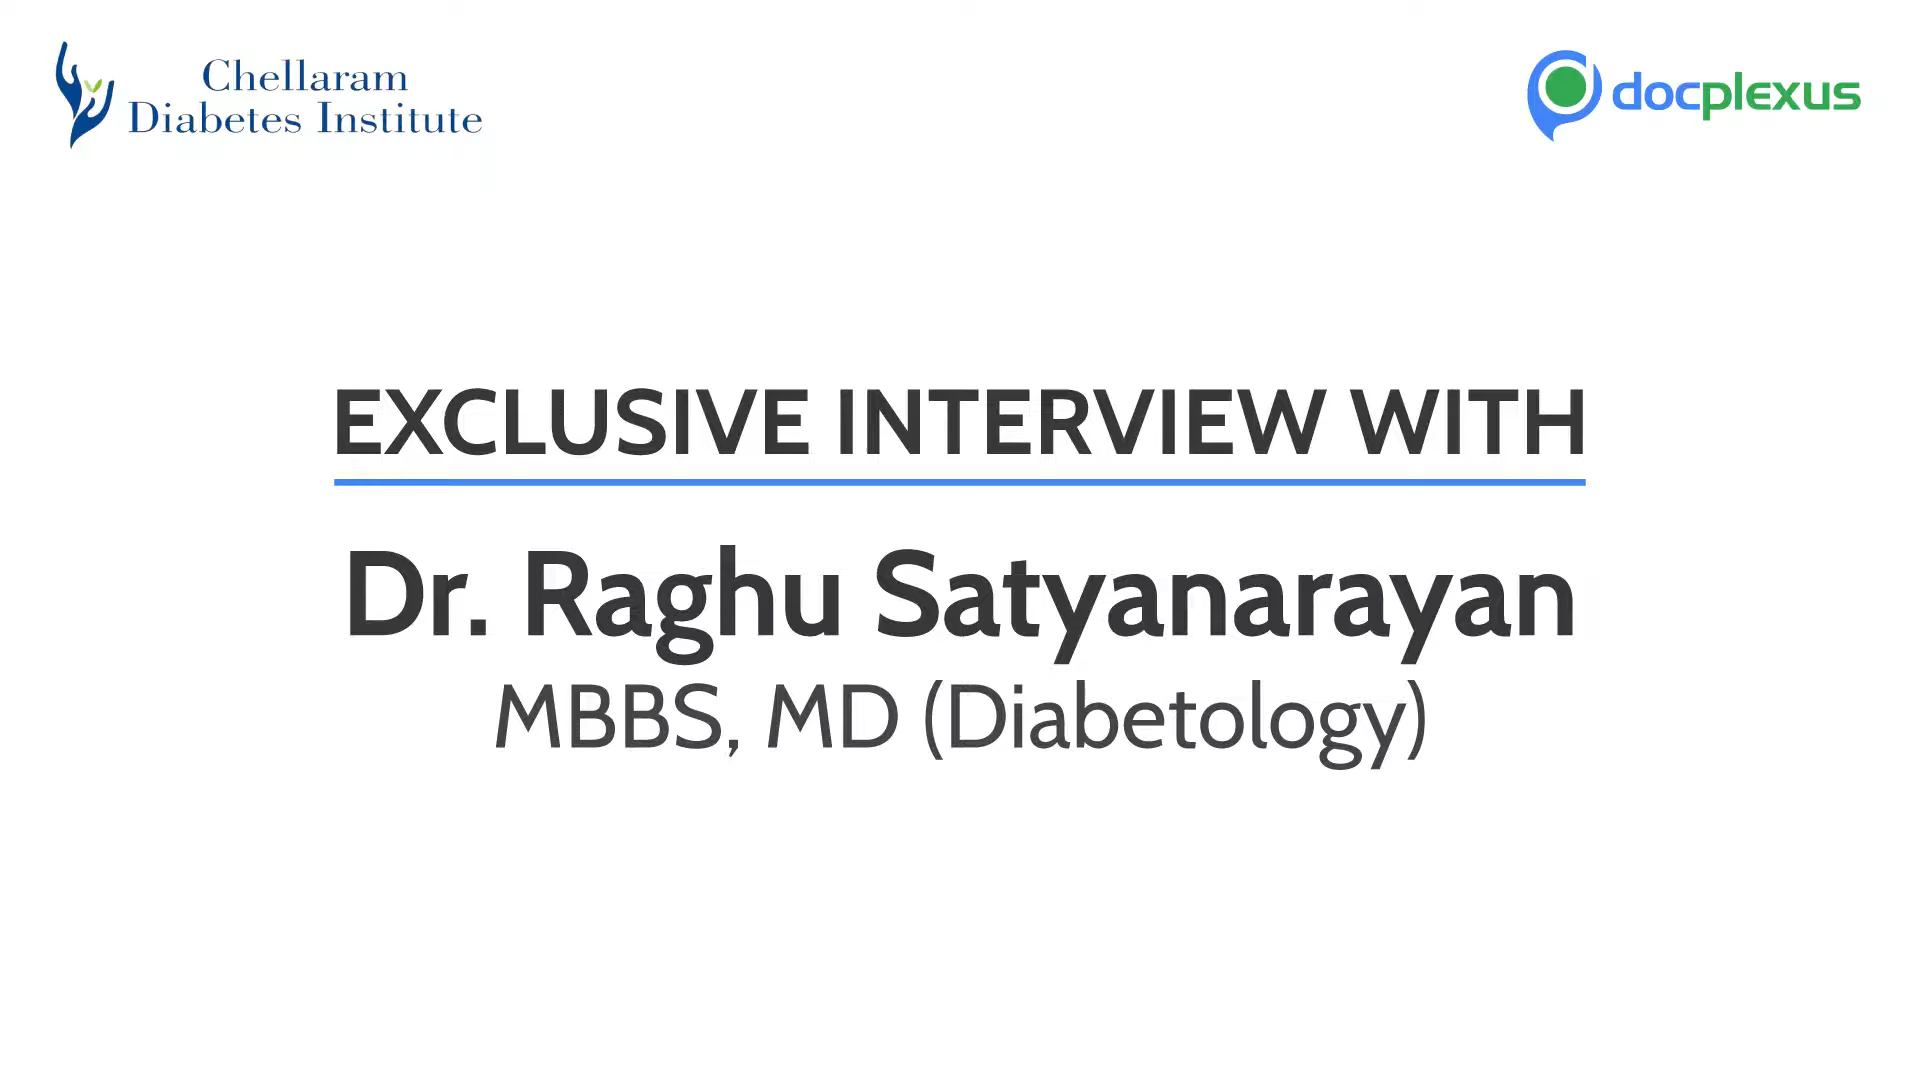 Chellaram
Diabetes Institute
docplexus
EXCLUSIVE INTERVIEW WITH
Dr. Raghu Satyanarayan
MBBS, MD (Diabetology)